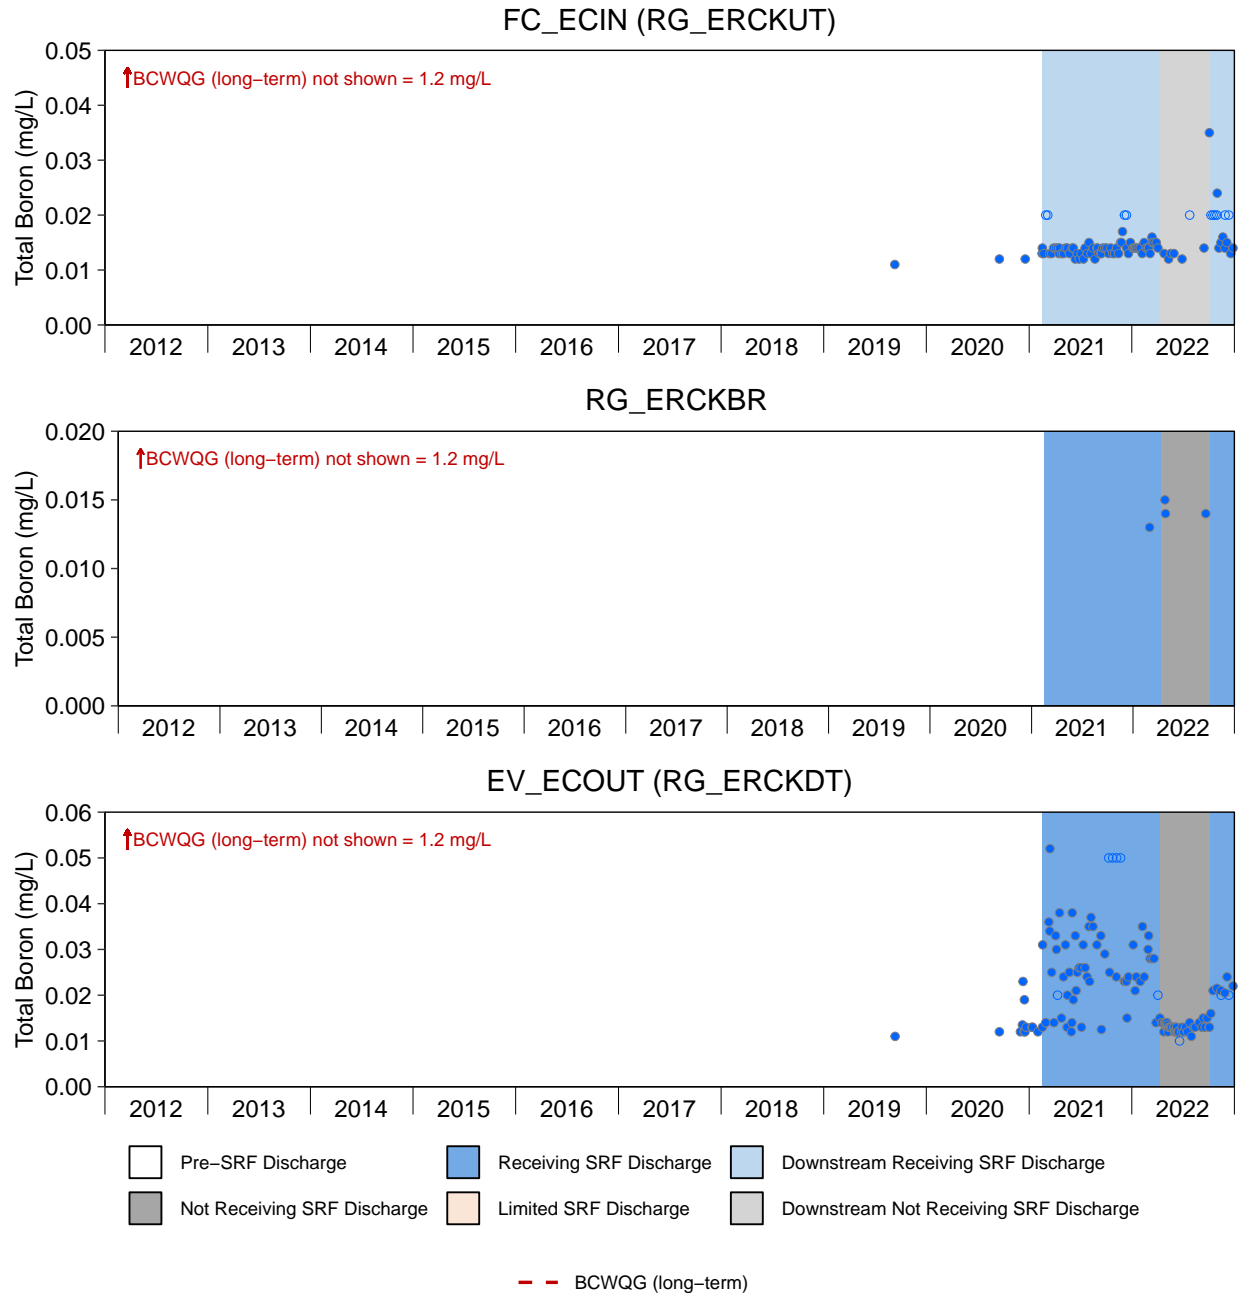 FC_ECIN (RG_ERCKUT)
Total Boron (mg/L)
0.05
0.04
0.03
0.02
0.01
0.00
BCWQG (long−term) not shown = 1.2 mg/L
2012 2013 2014 2015 2016 2017 2018 2019 2020 2021 2022
RG_ERCKBR
Total Boron (mg/L)
0.020
0.015
0.010
0.005
0.000
BCWQG (long−term) not shown = 1.2 mg/L
2012 2013 2014 2015 2016 2017 2018 2019 2020 2021 2022
EV_ECOUT (RG_ERCKDT)
Total Boron (mg/L)
0.06
0.05
0.04
0.03
0.02
0.01
0.00
BCWQG (long−term) not shown = 1.2 mg/L
2012 2013 2014 2015 2016 2017 2018 2019 2020 2021 2022
Pre−SRF Discharge Receiving SRF Discharge Downstream Receiving SRF Discharge
Not Receiving SRF Discharge Limited SRF Discharge Downstream Not Receiving SRF Discharge
BCWQG (long−term)